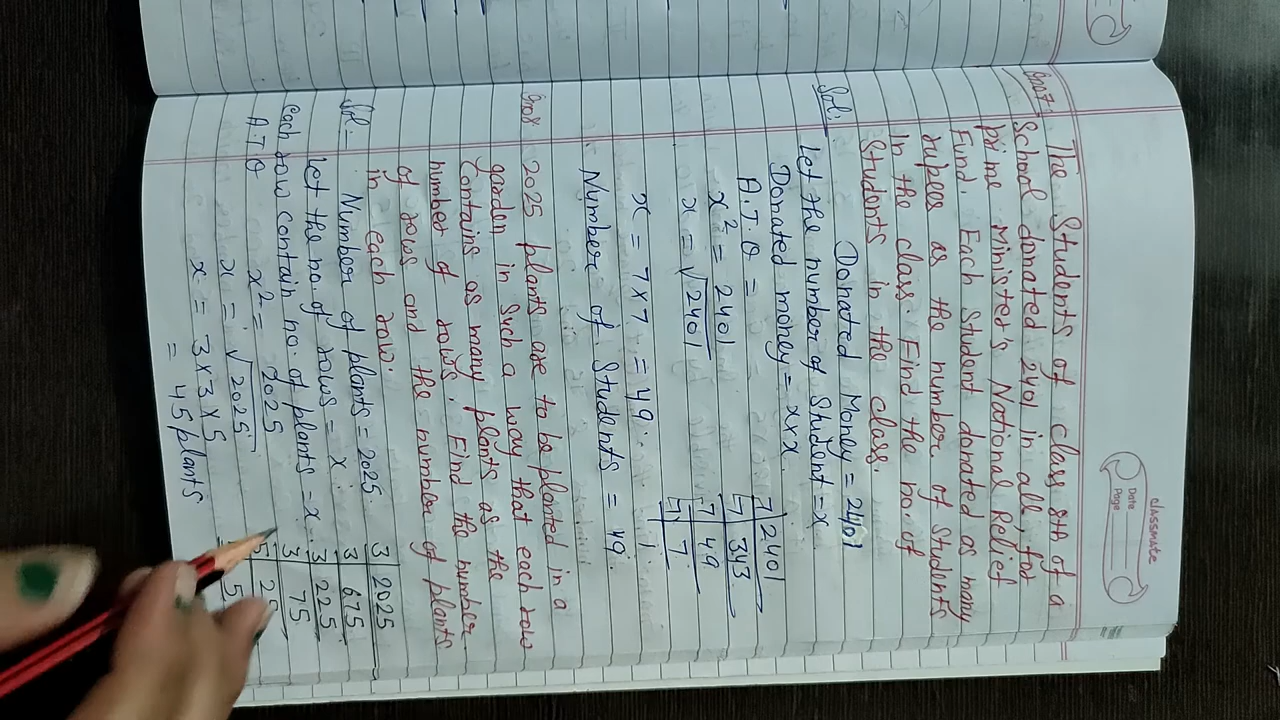 classmate
Date
Page
Qno7:- The Students of class 8th of a
School donated 2401 in all, for
prime Minister's National Relief
Fund. Each Student donated as many
rupees as the number of Students
in the class. Find the no. of
Students in the class.
Sol: Donated Money = 2401
Let the number of Student = x
Donated money = x×x
A.T.Q =
x² = 2401
x = √2401
x = 7×7 = 49.
Number of Students = 49.
7 2401
7 343
7 49
7 7
1
Qno8 2025 plants are to be planted in a
garden in Such a way that each row
Contains as many plants as the
number of rows. Find the number
of rows and the number of plants
in each row.
Sol- Number of plants = 2025.
Let the no. of rows = x.
each row contain no. of plants = x.
A.T.Q x² = 2025
x = √2025
x = 3×3×5
= 45 plants.
3 2025
3 675
3 225
3 75
5 25
5 5